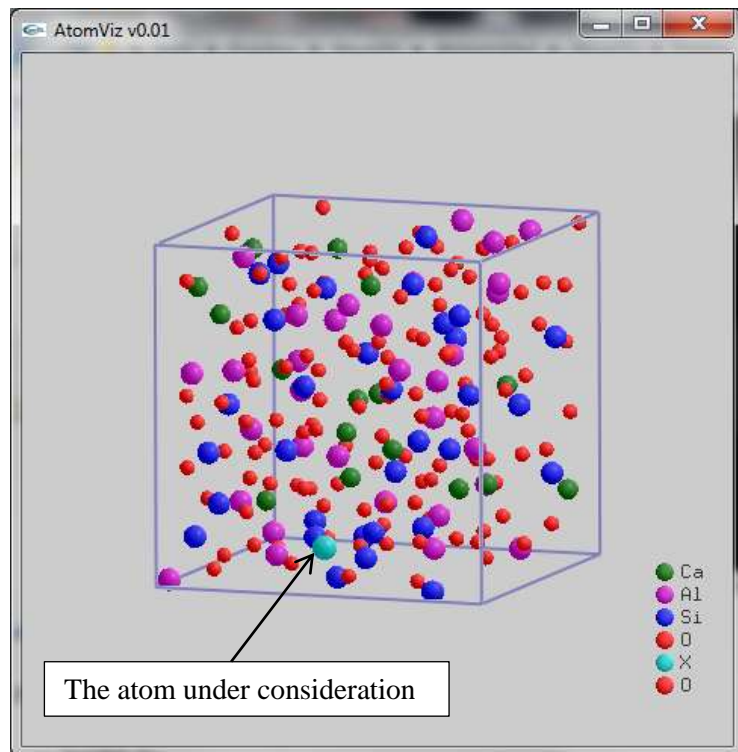 AtomViz v0.01
Ca
Al
Si
O
X
O
The atom under consideration